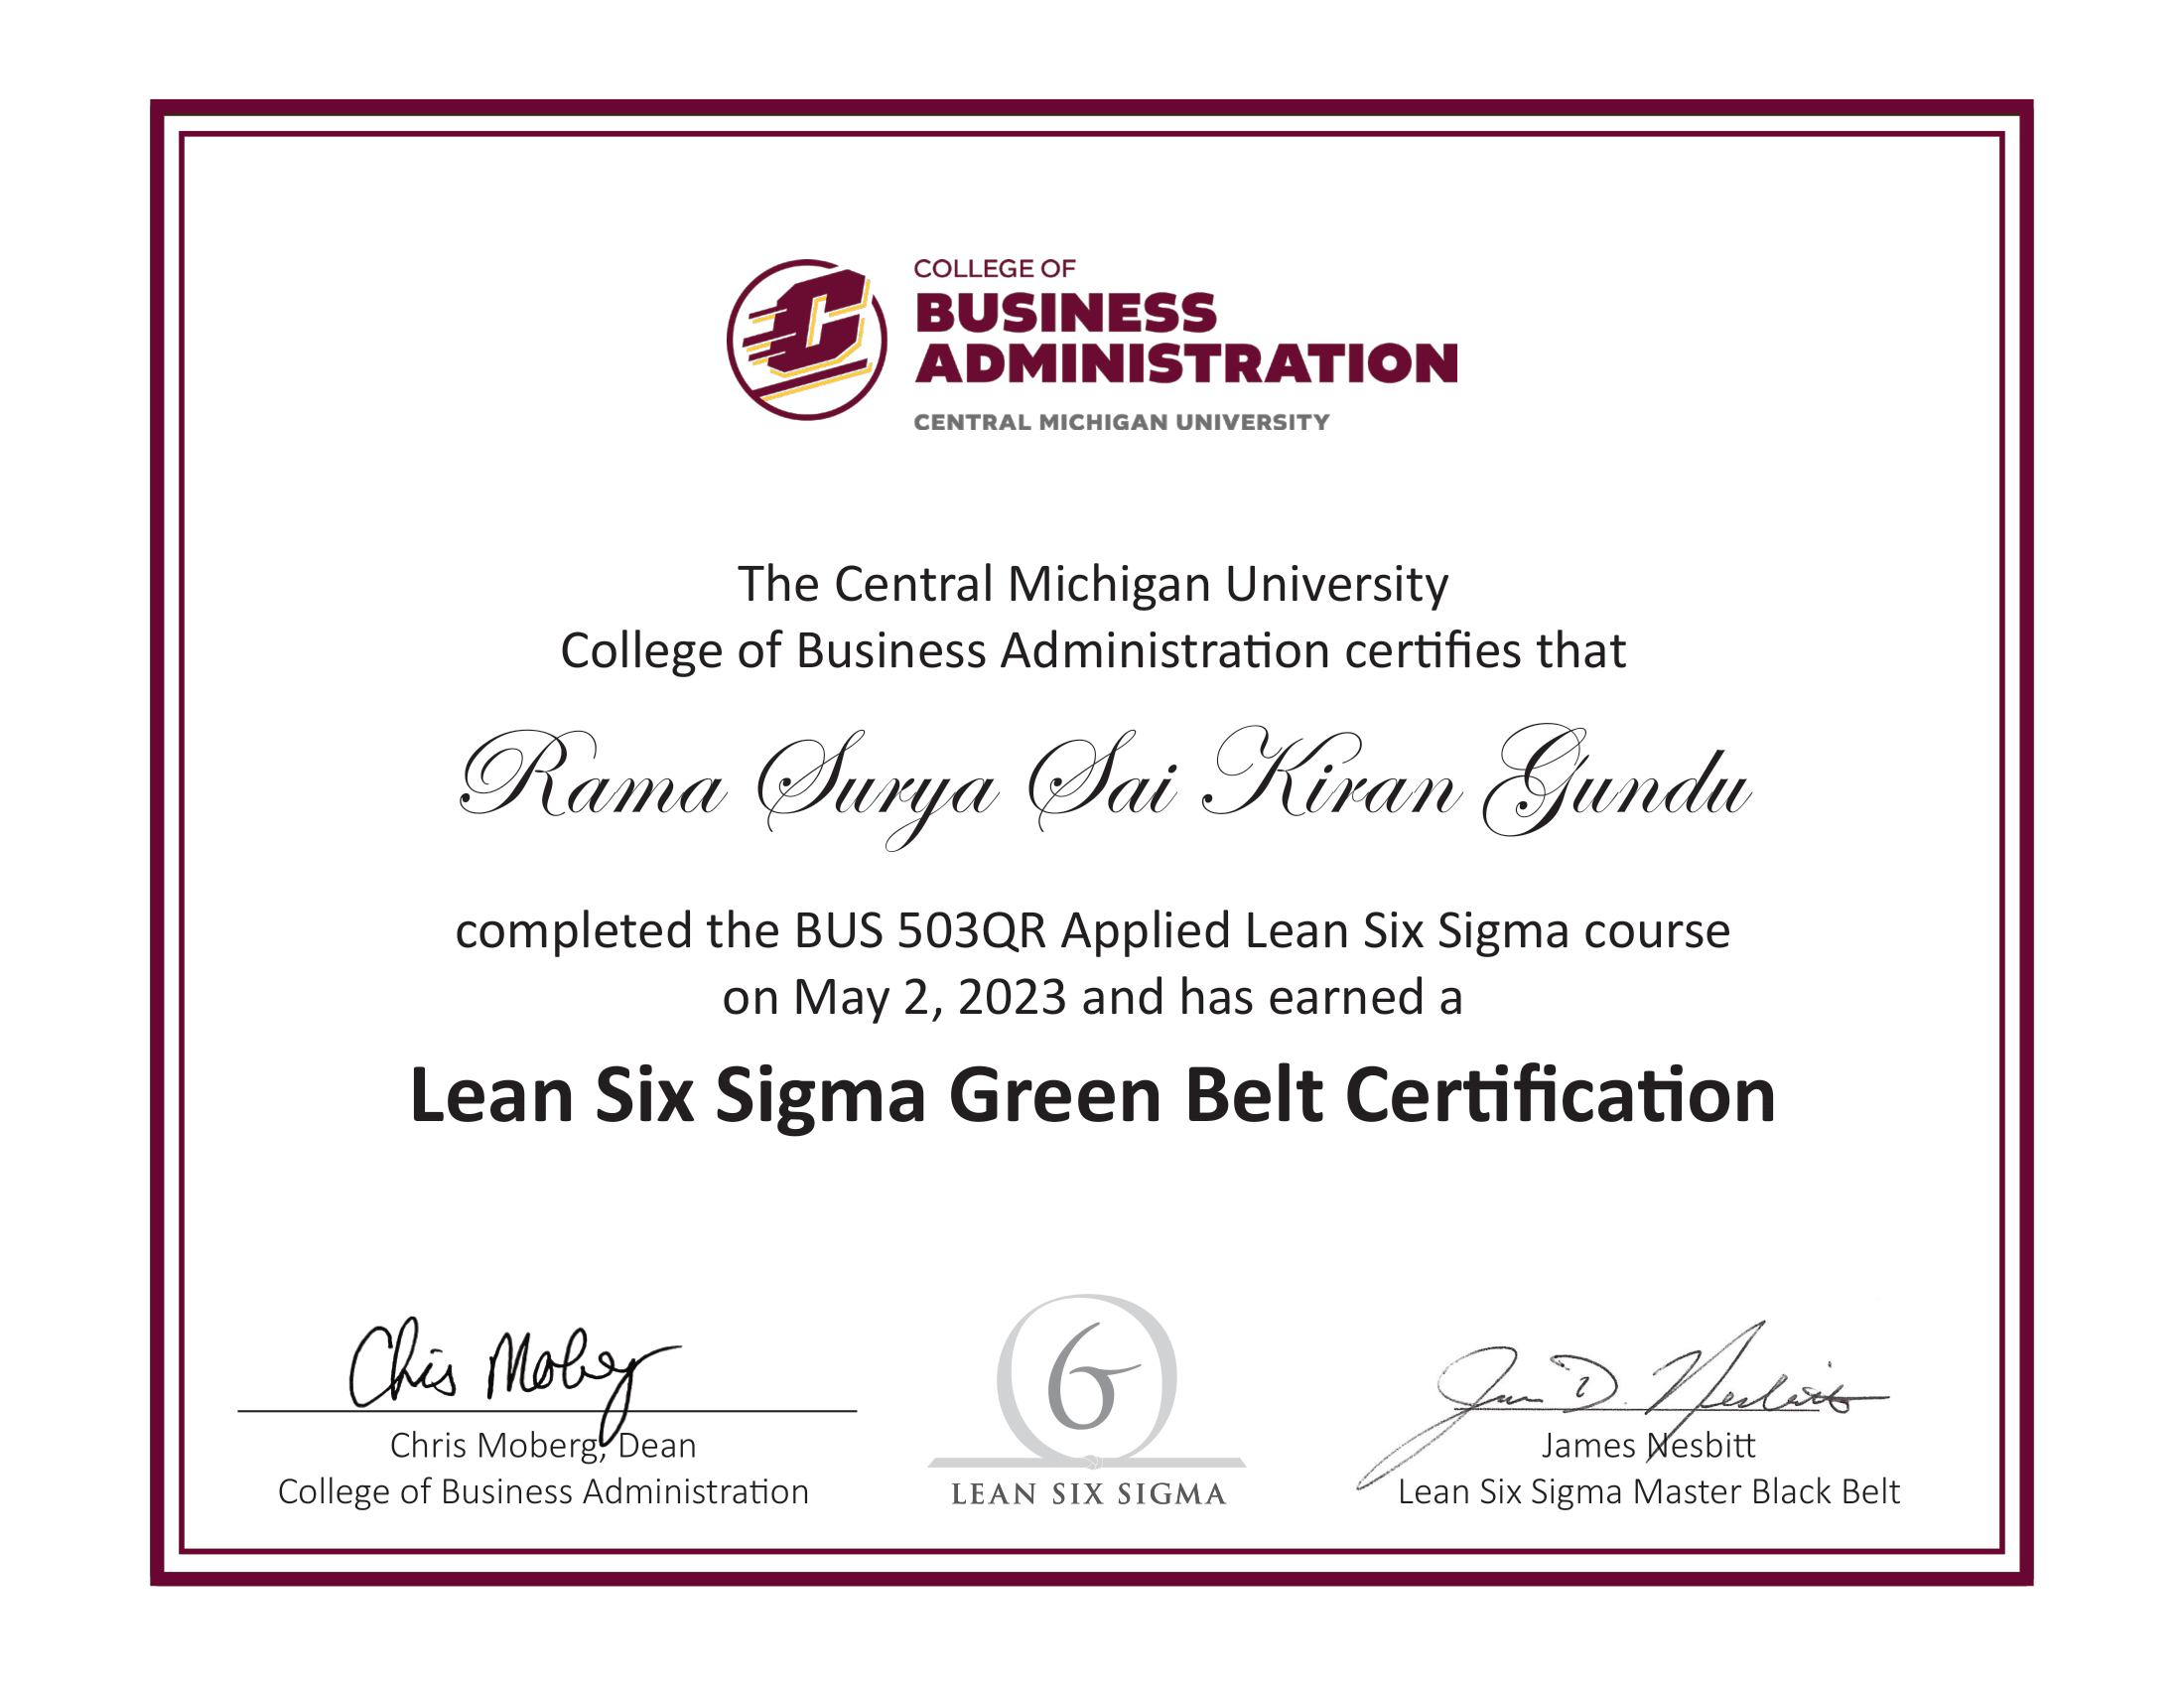 COLLEGE OF
BUSINESS
ADMINISTRATION
CENTRAL MICHIGAN UNIVERSITY
The Central Michigan University
College of Business Administration certifies that
Rama Surya Sai Kiran Gundu
completed the BUS 503QR Applied Lean Six Sigma course
on May 2, 2023 and has earned a
Lean Six Sigma Green Belt Certification
Chris Moberg
Chris Moberg, Dean
College of Business Administration
6
LEAN SIX SIGMA
James D. Nesbitt
James Nesbitt
Lean Six Sigma Master Black Belt